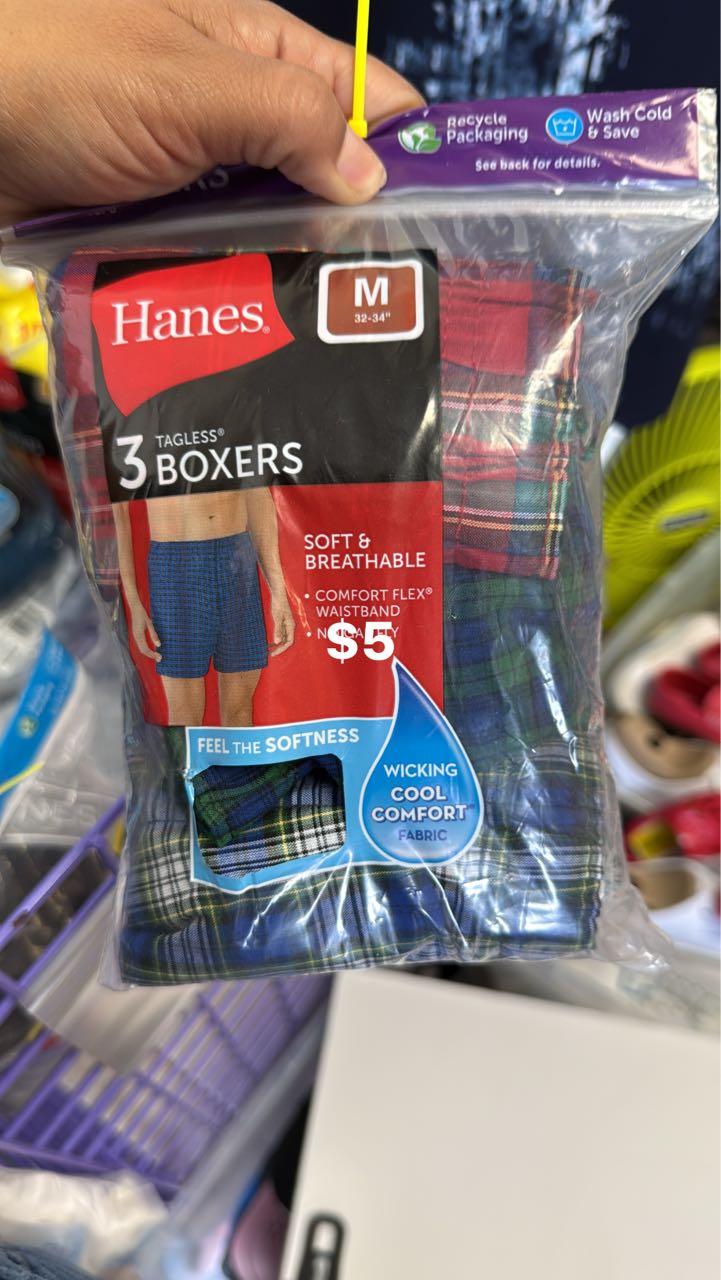 Recycle
Packaging
Wash Cold
& Save
See back for details.
Hanes®
M
32-34"
3 TAGLESS®
BOXERS
SOFT &
BREATHABLE
• COMFORT FLEX®
WAISTBAND
$5
FEEL THE SOFTNESS
WICKING
COOL
COMFORT®
FABRIC